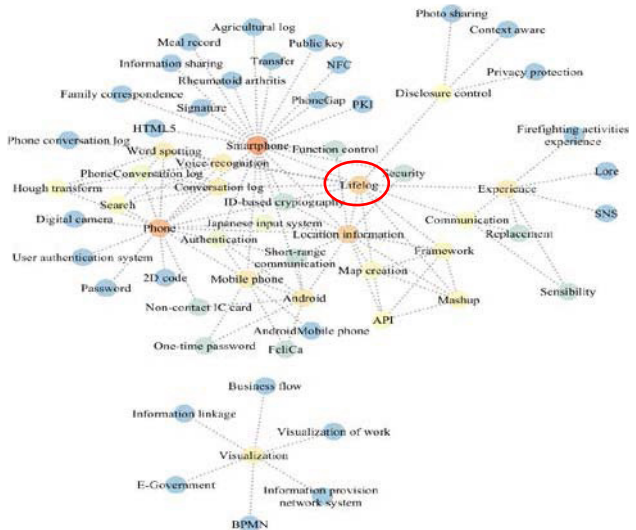 Agricultural log
Photo sharing
Meal record
Public key
Context aware
Information sharing
Transfer
NFC
Rheumatoid arthritis
Privacy protection
Family correspondence
PhoneGap
Disclosure control
Signature
PKI
HTML5
Smartphone
Firefighting activities
experience
Phone conversation log
Word spotting
Function control
Voice recognition
PhoneConversation log
Security
Lore
Hough transform
Conversation log
Lifelog
Experience
Search
ID-based cryptography
Digital camera
Phone
Japanese input system
Communication
SNS
Authentication
Location information
Replacement
User authentication system
Short-range
communication
Framework
2D code
Mobile phone
Map creation
Password
Sensibility
Non-contact IC card
Android
Mashup
AndroidMobile phone
API
One-time password
FeliCa
Business flow
Information linkage
Visualization of work
Visualization
E-Government
Information provision
network system
BPMN